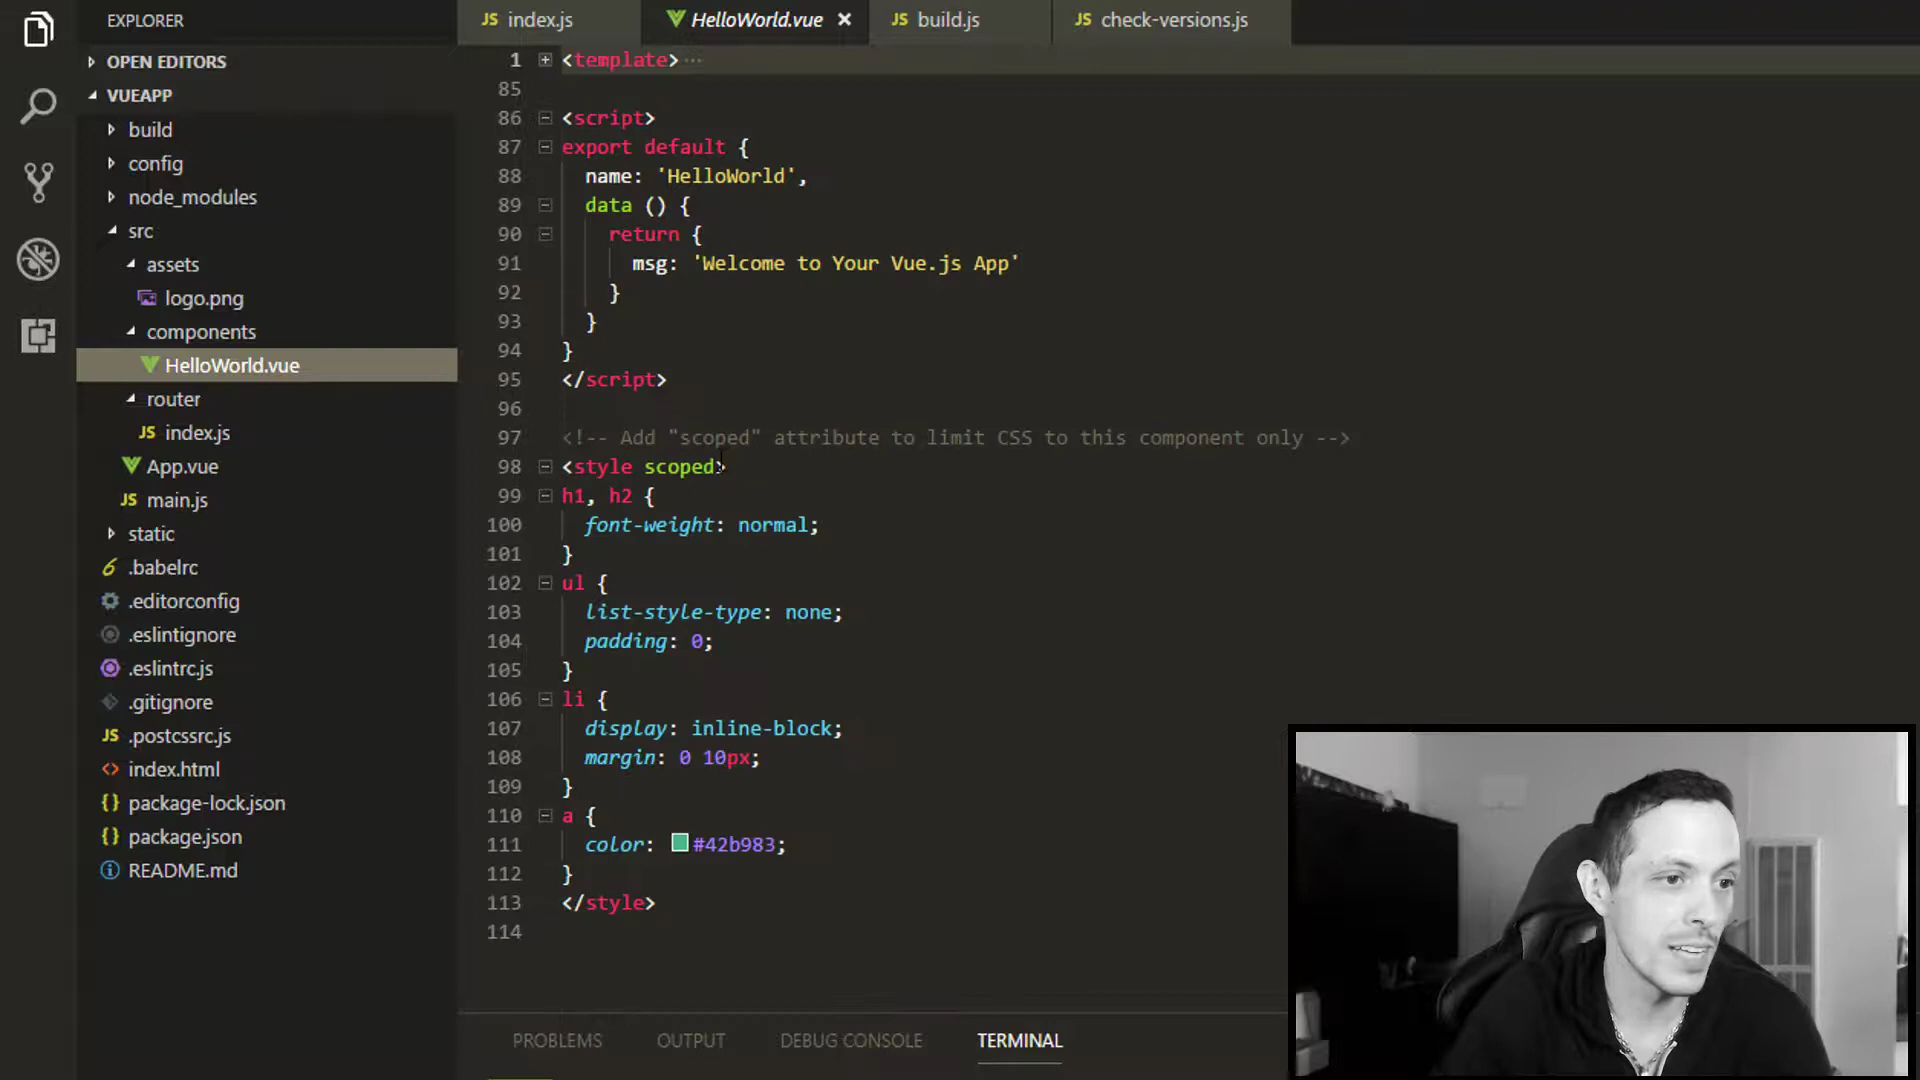 EXPLORER
OPEN EDITORS
VUEAPP
build
config
node_modules
src
assets
logo.png
components
HelloWorld.vue
router
JS index.js
App.vue
JS main.js
static
6 .babelrc
.editorconfig
.eslintignore
.eslintrc.js
.gitignore
JS .postcssrc.js
<> index.html
{} package-lock.json
{} package.json
README.md
JS index.js
HelloWorld.vue ×
JS build.js
JS check-versions.js
1 <template> ···
85
86 <script>
87 export default {
88 name: 'HelloWorld',
89 data () {
90 return {
91 msg: 'Welcome to Your Vue.js App'
92 }
93 }
94 }
95 </script>
96
97 <!-- Add "scoped" attribute to limit CSS to this component only -->
98 <style scoped>
99 h1, h2 {
100 font-weight: normal;
101 }
102 ul {
103 list-style-type: none;
104 padding: 0;
105 }
106 li {
107 display: inline-block;
108 margin: 0 10px;
109 }
110 a {
111 color: #42b983;
112 }
113 </style>
114
PROBLEMS OUTPUT DEBUG CONSOLE TERMINAL